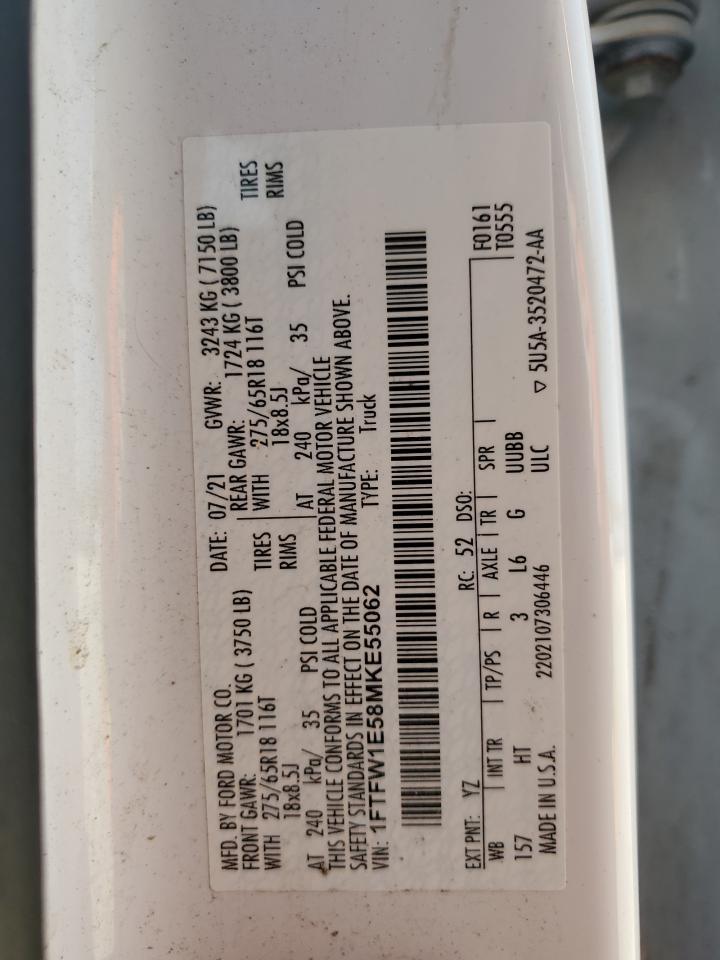 MFD. BY FORD MOTOR CO.
DATE: 07/21 GVWR: 3243 KG ( 7150 LB)
FRONT GAWR: 1701 KG ( 3750 LB) REAR GAWR: 1724 KG ( 3800 LB)
WITH 275/65R18 116T TIRES WITH 275/65R18 116T TIRES
18x8.5J RIMS 18x8.5J RIMS
AT 240 kPa/ 35 PSI COLD AT 240 kPa/ 35 PSI COLD
THIS VEHICLE CONFORMS TO ALL APPLICABLE FEDERAL MOTOR VEHICLE
SAFETY STANDARDS IN EFFECT ON THE DATE OF MANUFACTURE SHOWN ABOVE.
VIN: 1FTFW1E58MKE55062 TYPE: Truck
EXT PNT: YZ RC: 52 DSO: F0161
WB INT TR TP/PS R AXLE TR SPR T0555
157 HT 3 L6 G UUBB
MADE IN U.S.A. 2202107306446 ULC ▽ 5U5A-3520472-AA